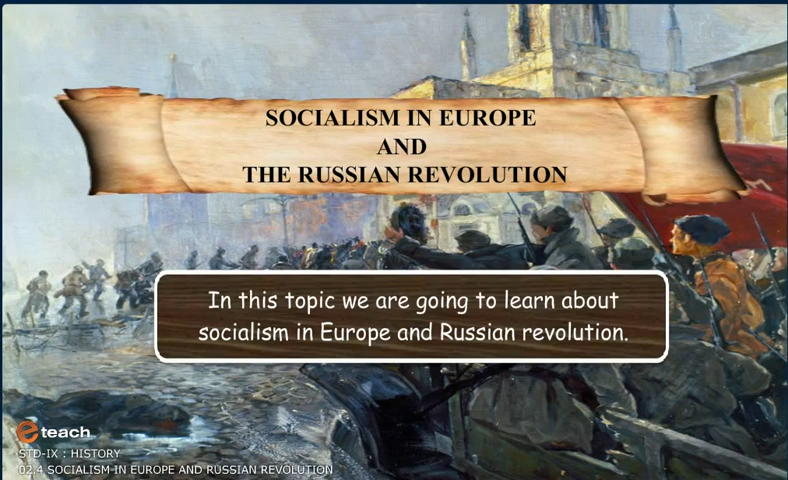 SOCIALISM IN EUROPE
AND
THE RUSSIAN REVOLUTION
In this topic we are going to learn about
socialism in Europe and Russian revolution.
eteach
STD-IX : HISTORY
02.4 SOCIALISM IN EUROPE AND RUSSIAN REVOLUTION